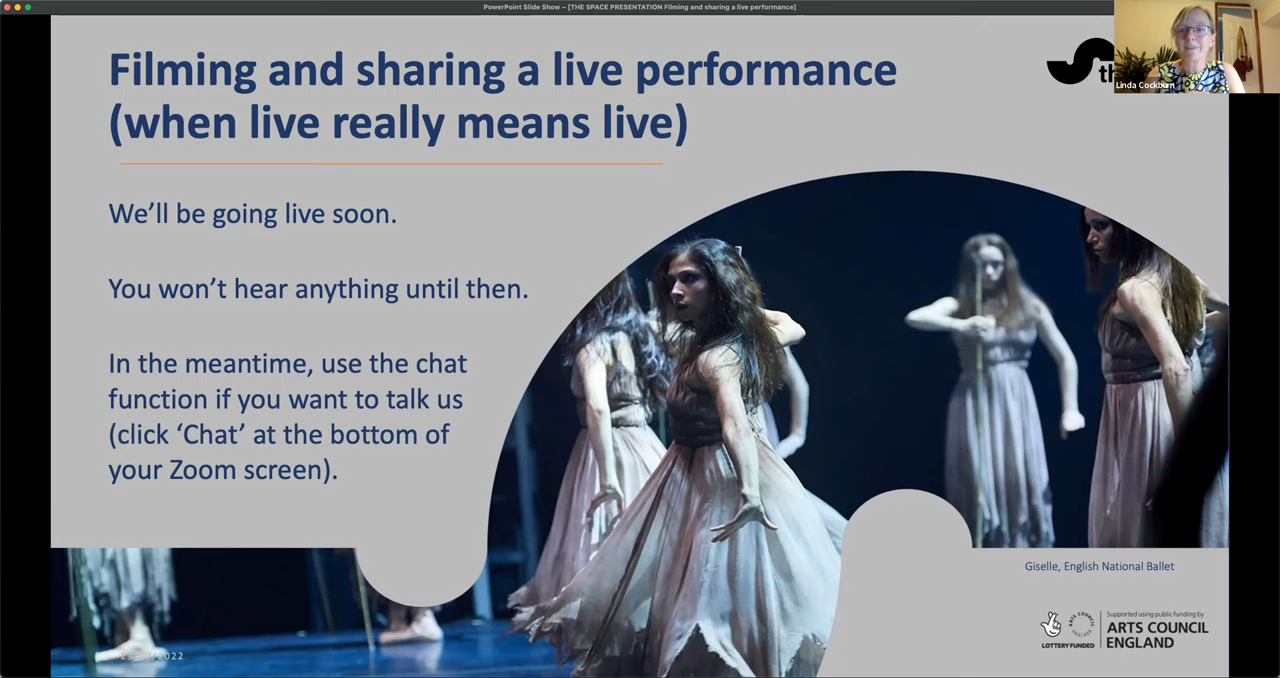 PowerPoint Slide Show – [THE SPACE PRESENTATION Filming and sharing a live performance]
Filming and sharing a live performance
(when live really means live)
Linda Cockburn
We’ll be going live soon.
You won’t hear anything until then.
In the meantime, use the chat
function if you want to talk us
(click ‘Chat’ at the bottom of
your Zoom screen).
Giselle, English National Ballet
Supported using public funding by
ARTS COUNCIL
ENGLAND
LOTTERY FUNDED
ARTS COUNCIL
ENGLAND
2022